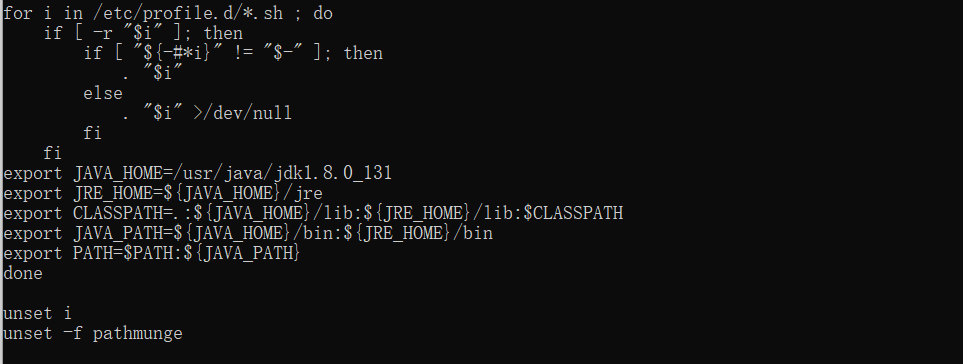 for i in /etc/profile.d/*.sh ; do
    if [ -r "$i" ]; then
        if [ "${-#*i}" != "$-" ]; then
            . "$i"
        else
            . "$i" >/dev/null
        fi
    fi
export JAVA_HOME=/usr/java/jdk1.8.0_131
export JRE_HOME=${JAVA_HOME}/jre
export CLASSPATH=.:${JAVA_HOME}/lib:${JRE_HOME}/lib:$CLASSPATH
export JAVA_PATH=${JAVA_HOME}/bin:${JRE_HOME}/bin
export PATH=$PATH:${JAVA_PATH}
done

unset i
unset -f pathmunge